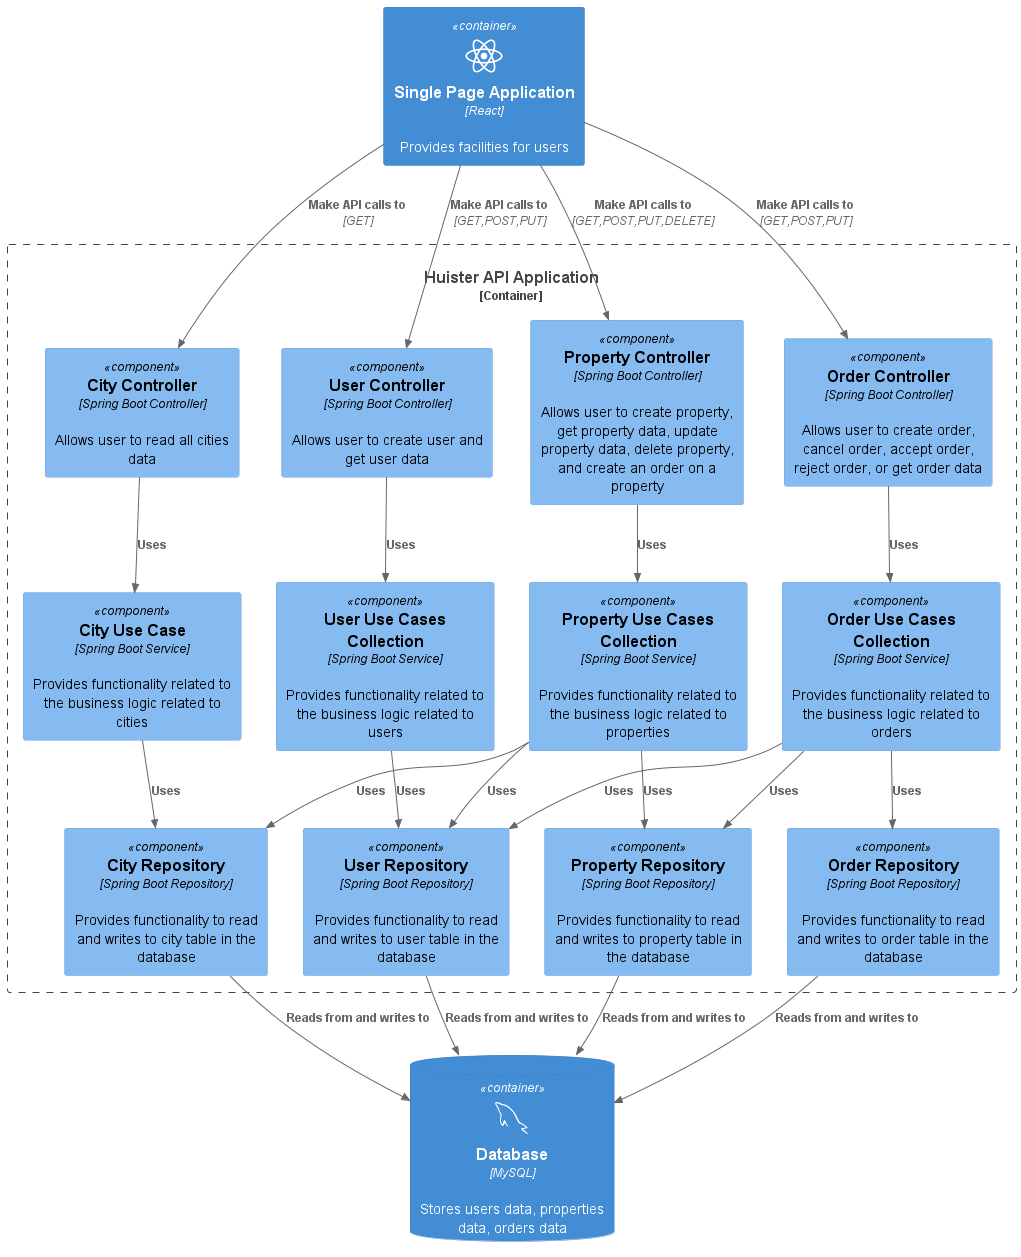 «container»
Single Page Application
[React]
Provides facilities for users
Make API calls to
[GET]
Make API calls to
[GET,POST,PUT]
Make API calls to
[GET,POST,PUT,DELETE]
Make API calls to
[GET,POST,PUT]
Huister API Application
[Container]
«component»
City Controller
[Spring Boot Controller]
Allows user to read all cities
data
«component»
User Controller
[Spring Boot Controller]
Allows user to create user and
get user data
«component»
Property Controller
[Spring Boot Controller]
Allows user to create property,
get property data, update
property data, delete property,
and create an order on a
property
«component»
Order Controller
[Spring Boot Controller]
Allows user to create order,
cancel order, accept order,
reject order, or get order data
Uses
Uses
Uses
Uses
«component»
City Use Case
[Spring Boot Service]
Provides functionality related to
the business logic related to
cities
«component»
User Use Cases
Collection
[Spring Boot Service]
Provides functionality related to
the business logic related to
users
«component»
Property Use Cases
Collection
[Spring Boot Service]
Provides functionality related to
the business logic related to
properties
«component»
Order Use Cases
Collection
[Spring Boot Service]
Provides functionality related to
the business logic related to
orders
Uses
Uses
Uses
Uses
Uses
Uses
Uses
Uses
«component»
City Repository
[Spring Boot Repository]
Provides functionality to read
and writes to city table in the
database
«component»
User Repository
[Spring Boot Repository]
Provides functionality to read
and writes to user table in the
database
«component»
Property Repository
[Spring Boot Repository]
Provides functionality to read
and writes to property table in
the database
«component»
Order Repository
[Spring Boot Repository]
Provides functionality to read
and writes to order table in the
database
Reads from and writes to
Reads from and writes to
Reads from and writes to
Reads from and writes to
«container»
Database
[MySQL]
Stores users data, properties
data, orders data